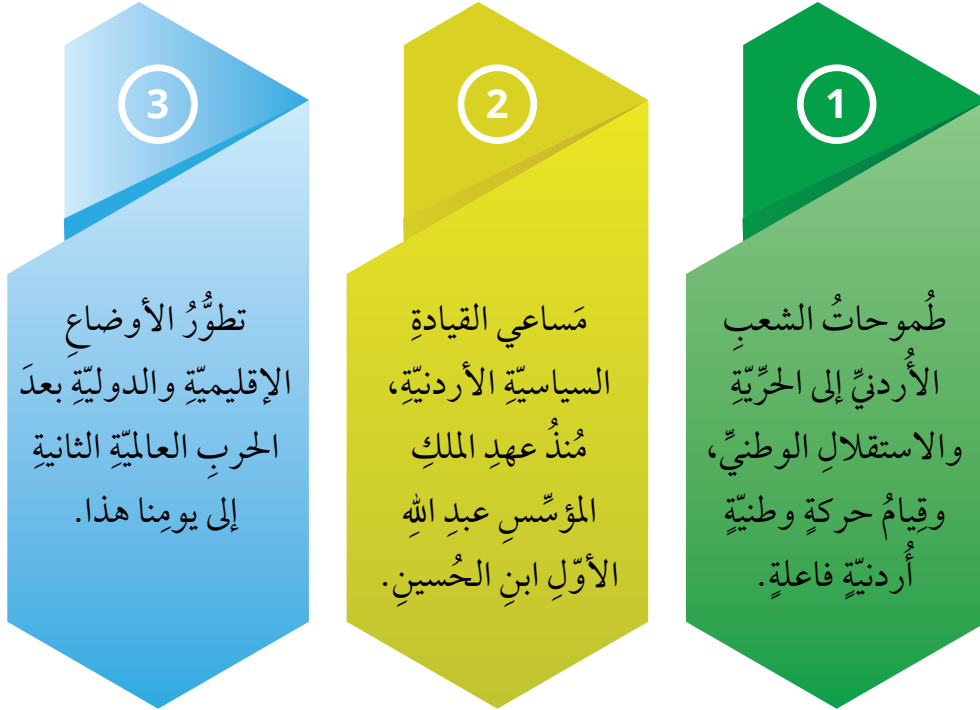 1
طُموحاتُ الشعبِ
الأُردنيِّ إلى الحرِّيّةِ
والاستقلالِ الوطنيِّ،
وقِيامُ حركةٍ وطنيّةٍ
أُردنيّةٍ فاعلةٍ.
2
مَساعي القيادةِ
السياسيّةِ الأردنيّةِ،
مُنذُ عهدِ الملكِ
المؤسِّسِ عبدِ اللهِ
الأوّلِ ابنِ الحُسينِ.
3
تطوُّرُ الأوضاعِ
الإقليميّةِ والدوليّةِ بعدَ
الحربِ العالميّةِ الثانيةِ
إلى يومِنا هذا.